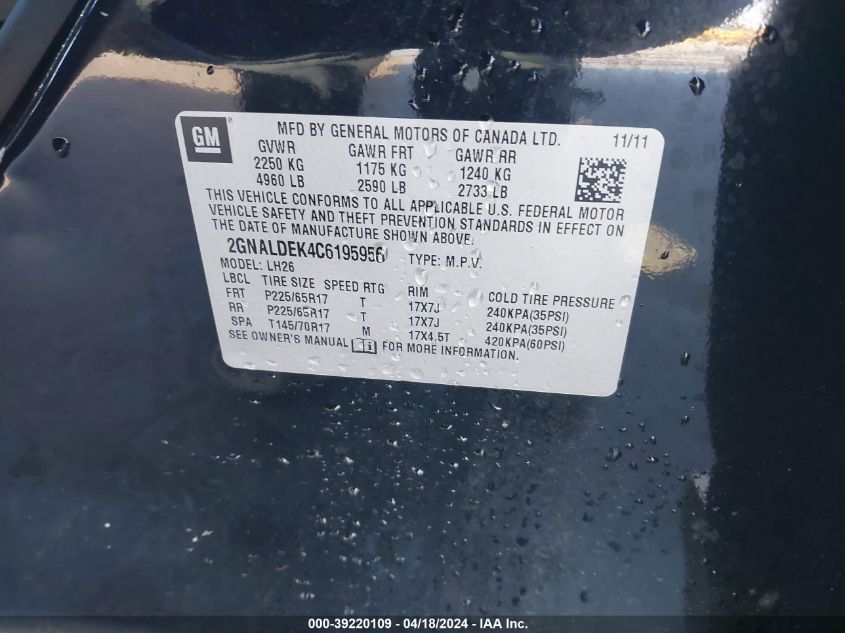 GM ® MFD BY GENERAL MOTORS OF CANADA LTD. 11/11
GVWR GAWR FRT GAWR RR
2250 KG 1175 KG 1240 KG
4960 LB 2590 LB 2733 LB
THIS VEHICLE CONFORMS TO ALL APPLICABLE U.S. FEDERAL MOTOR
VEHICLE SAFETY AND THEFT PREVENTION STANDARDS IN EFFECT ON
THE DATE OF MANUFACTURE SHOWN ABOVE.
2GNALDEK4C6195956 TYPE: M.P.V.
MODEL: LH26
LBCL TIRE SIZE SPEED RTG RIM COLD TIRE PRESSURE
FRT P225/65R17 T 17X7J 240KPA(35PSI)
RR P225/65R17 T 17X7J 240KPA(35PSI)
SPA T145/70R17 M 17X4.5T 420KPA(60PSI)
SEE OWNER'S MANUAL i FOR MORE INFORMATION.
000-39220109 - 04/18/2024 - IAA Inc.